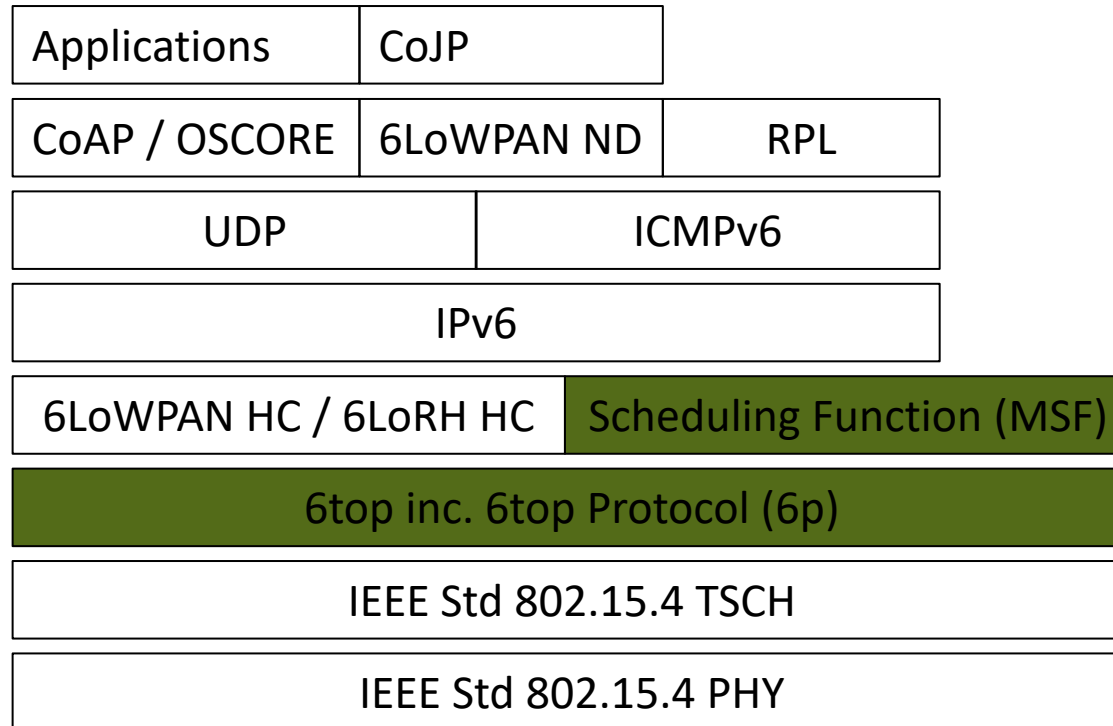 Applications
CoJP
CoAP / OSCORE
6LoWPAN ND
RPL
UDP
ICMPv6
IPv6
6LoWPAN HC / 6LoRH HC
Scheduling Function (MSF)
6top inc. 6top Protocol (6p)
IEEE Std 802.15.4 TSCH
IEEE Std 802.15.4 PHY